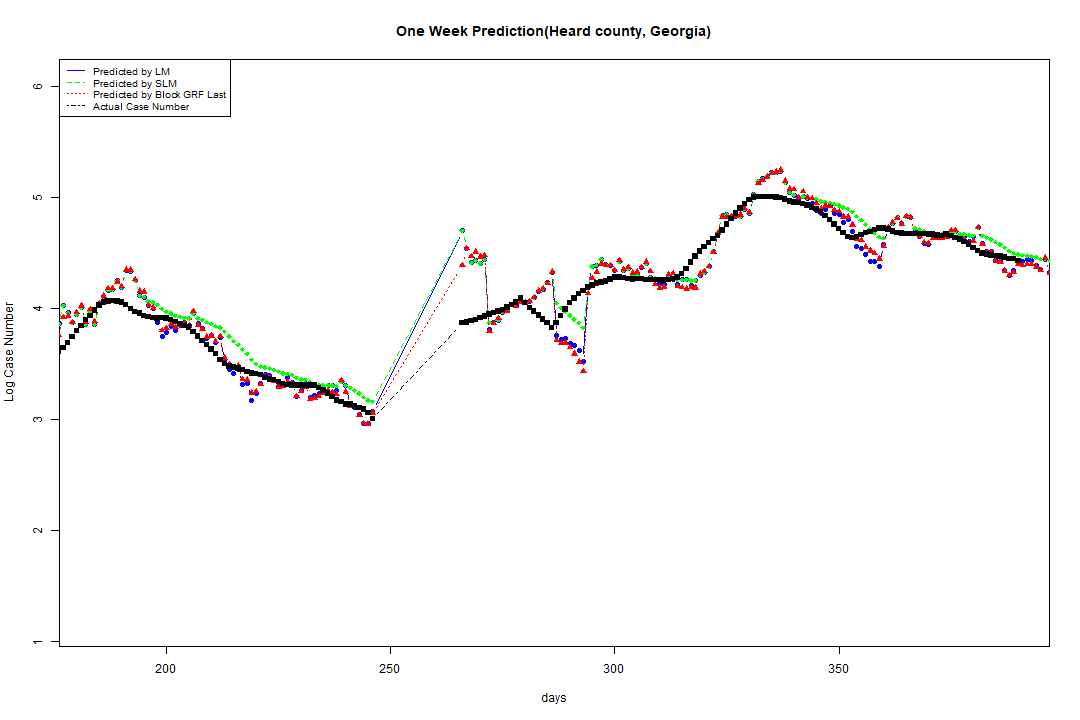 One Week Prediction(Heard county, Georgia)
Predicted by LM
Predicted by SLM
Predicted by Block GRF Last
Actual Case Number
6
5
4
3
2
1
Log Case Number
200 250 300 350
days